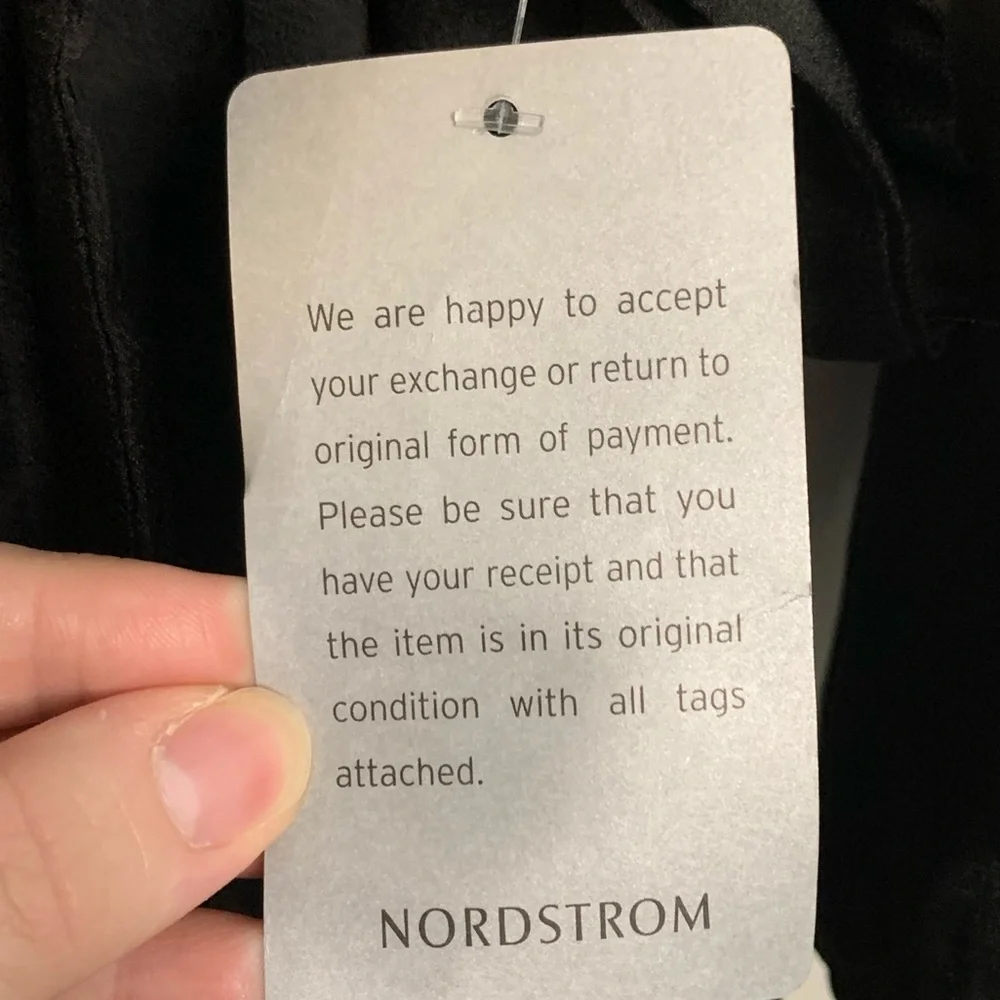 We are happy to accept
your exchange or return to
original form of payment.
Please be sure that you
have your receipt and that
the item is in its original
condition with all tags
attached.
NORDSTROM